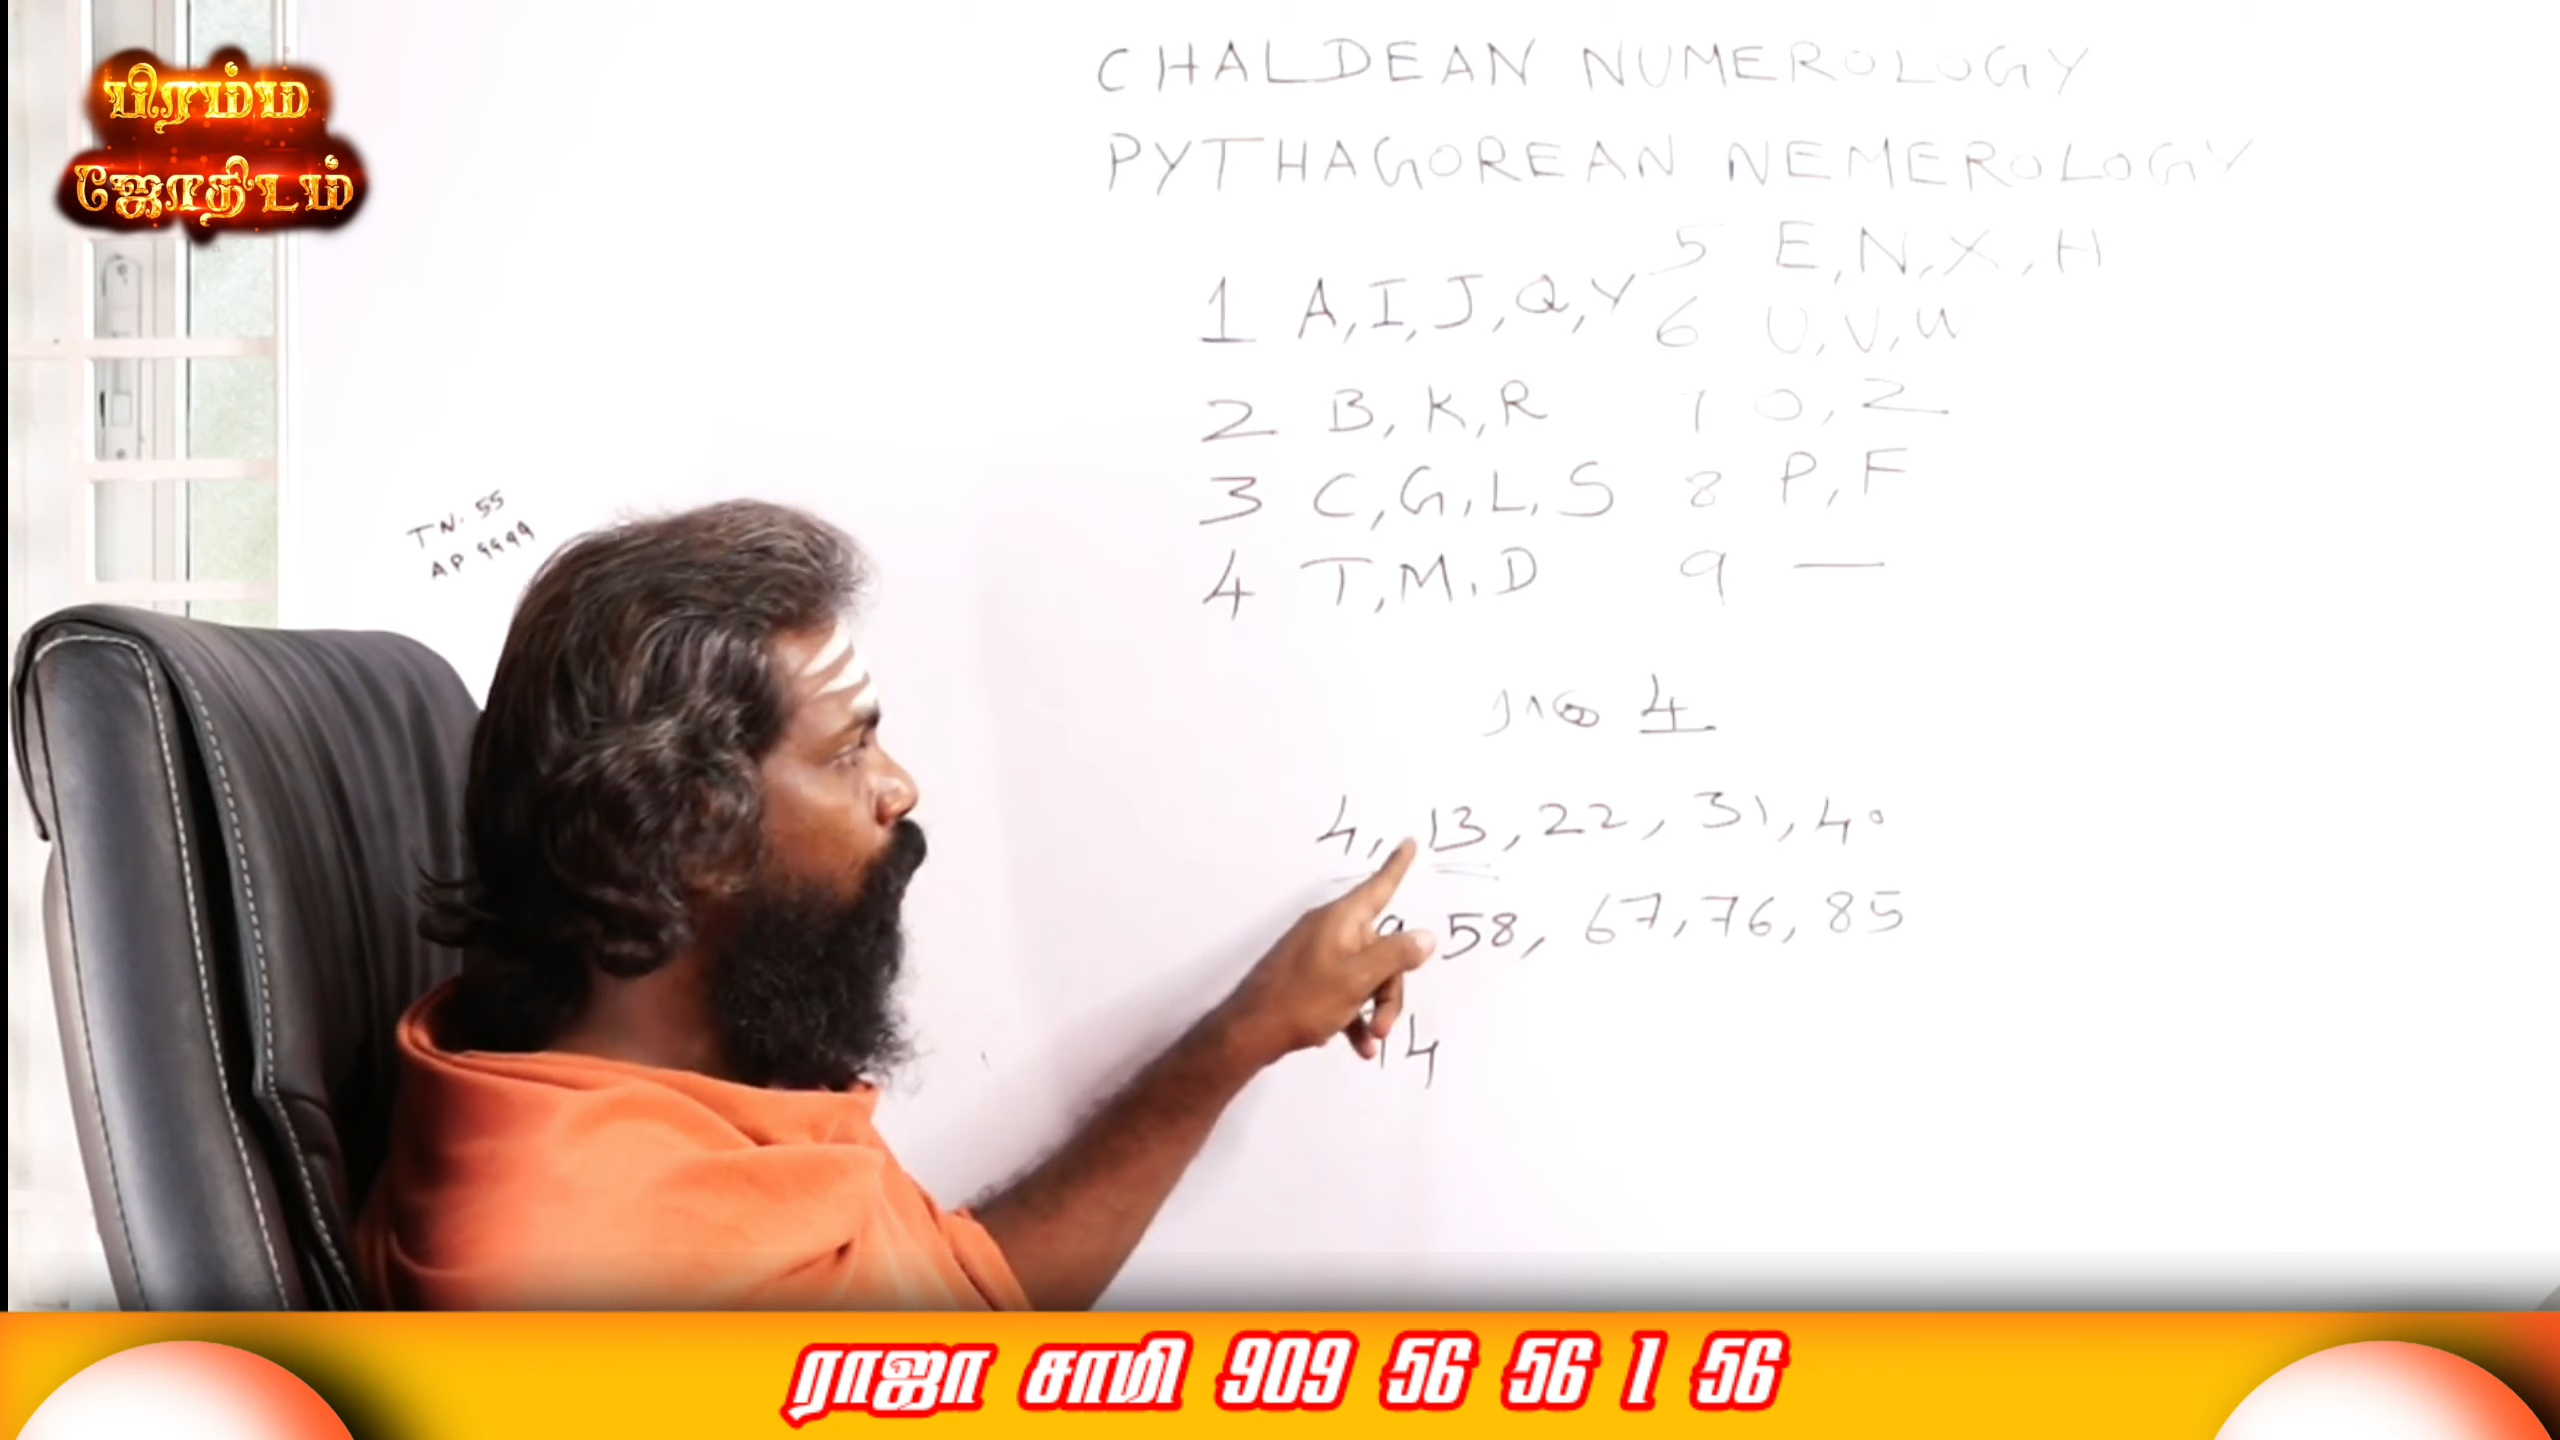 பிரம்ம
ஜோதிடம்
CHALDEAN NUMEROLOGY
PYTHAGOREAN NEMEROLOGY
1 A, I, J, Q, Y
2 B, K, R
3 C, G, L, S
4 T, M, D
5 E, N, X, H
6 U, V, W
7 O, Z
8 P, F
9 —
TN. 55
AP 9999
ராகு 4
4, 13, 22, 31, 40
58, 67, 76, 85
94
ராஜா சாமி 909 56 56 1 56